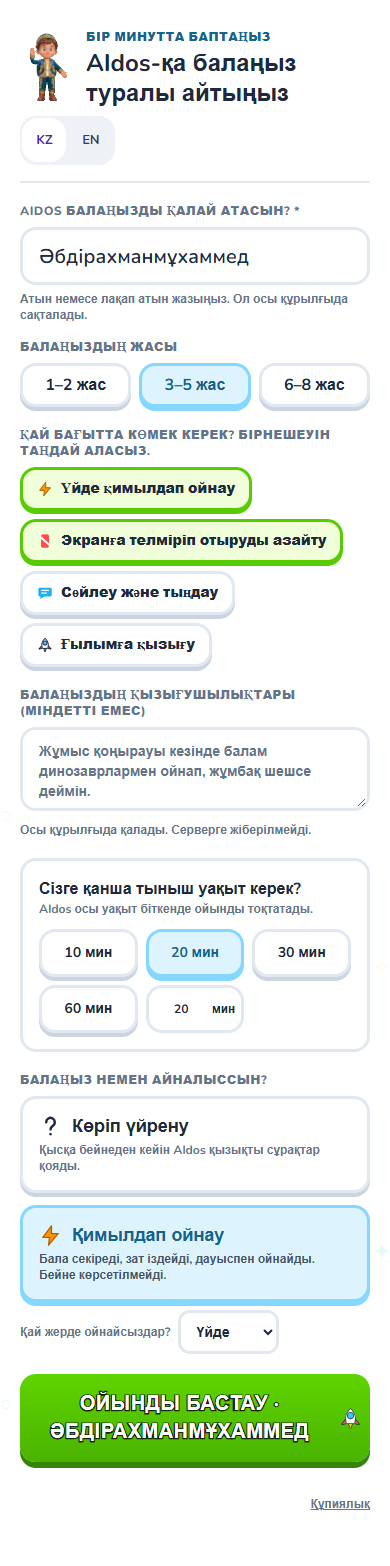 БІР МИНУТТА БАПТАҢЫЗ
Aldos-қа балаңыз
туралы айтыңыз
KZ
EN
AIDOS БАЛАҢЫЗДЫ ҚАЛАЙ АТАСЫН? *
Әбдірахманмұхаммед
Атын немесе лақап атын жазыңыз. Ол осы құрылғыда
сақталады.
БАЛАҢЫЗДЫҢ ЖАСЫ
1–2 жас
3–5 жас
6–8 жас
ҚАЙ БАҒЫТТА КӨМЕК КЕРЕК? БІРНЕШЕУІН
ТАҢДАЙ АЛАСЫЗ.
Үйде қимылдап ойнау
Экранға телміріп отыруды азайту
Сөйлеу және тыңдау
Ғылымға қызығу
БАЛАҢЫЗДЫҢ ҚЫЗЫҒУШЫЛЫҚТАРЫ
(МІНДЕТТІ ЕМЕС)
Жұмыс қоңырауы кезінде балам
динозаврлармен ойнап, жұмбақ шешсе
деймін.
Осы құрылғыда қалады. Серверге жіберілмейді.
Сізге қанша тыныш уақыт керек?
Aldos осы уақыт біткенде ойынды тоқтатады.
10 мин
20 мин
30 мин
60 мин
20 мин
БАЛАҢЫЗ НЕМЕН АЙНАЛЫССЫН?
Көріп үйрену
Қысқа бейнеден кейін Aldos қызықты сұрақтар
қояды.
Қимылдап ойнау
Бала секіреді, зат іздейді, дауыспен ойнайды.
Бейне көрсетілмейді.
Қай жерде ойнайсыздар?
Үйде
ОЙЫНДЫ БАСТАУ ·
ӘБДІРАХМАНМҰХАММЕД
Құпиялық